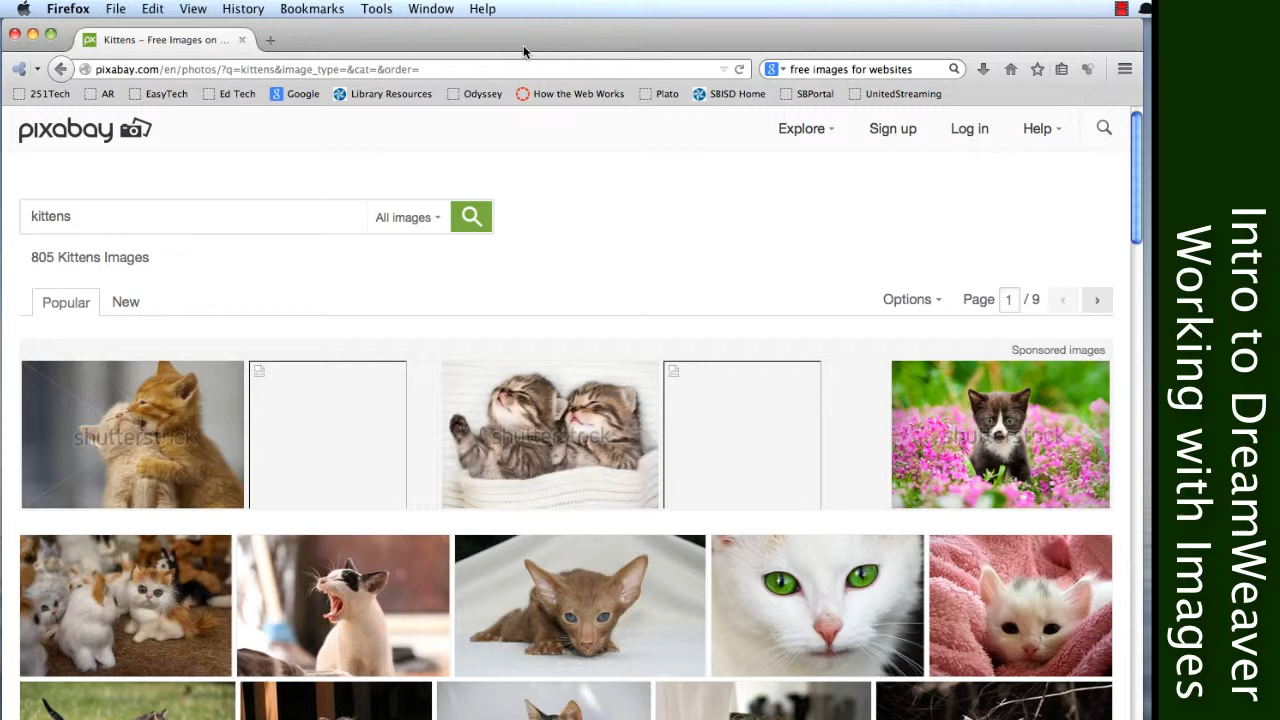 Firefox File Edit View History Bookmarks Tools Window Help
Kittens – Free Images on ...
pixabay.com/en/photos/?q=kittens&image_type=&cat=&order=
free images for websites
251Tech AR EasyTech Ed Tech Google Library Resources Odyssey How the Web Works Plato SBISD Home SBPortal UnitedStreaming
pixabay
Explore Sign up Log in Help
kittens All images
805 Kittens Images
Popular New
Options Page 1 / 9
Sponsored images
shutterstock shutterstock shutterstock
Intro to DreamWeaver
Working with Images